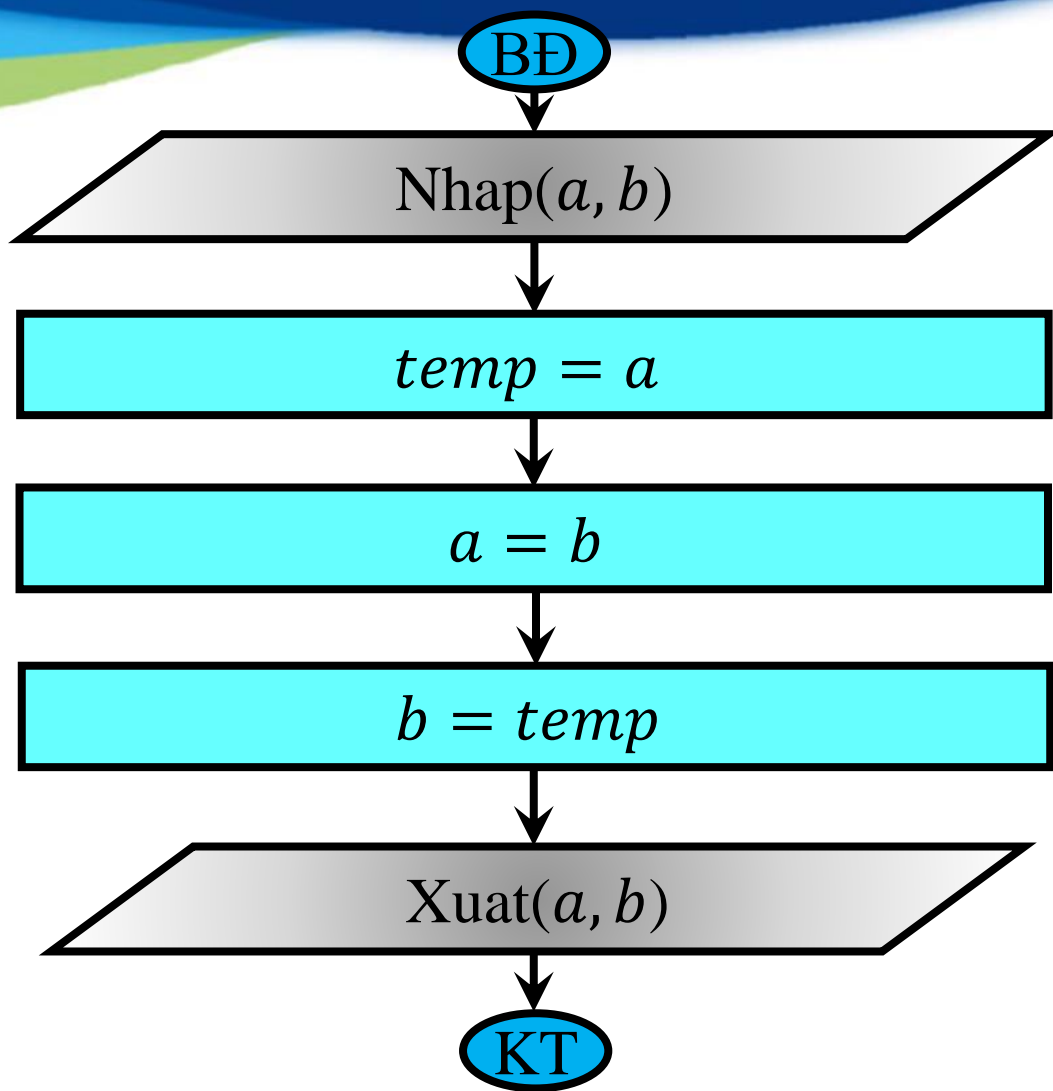 BĐ
Nhap(a, b)
temp = a
a = b
b = temp
Xuat(a, b)
KT